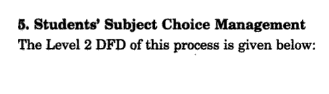 5. Students' Subject Choice Management
The Level 2 DFD of this process is given below: